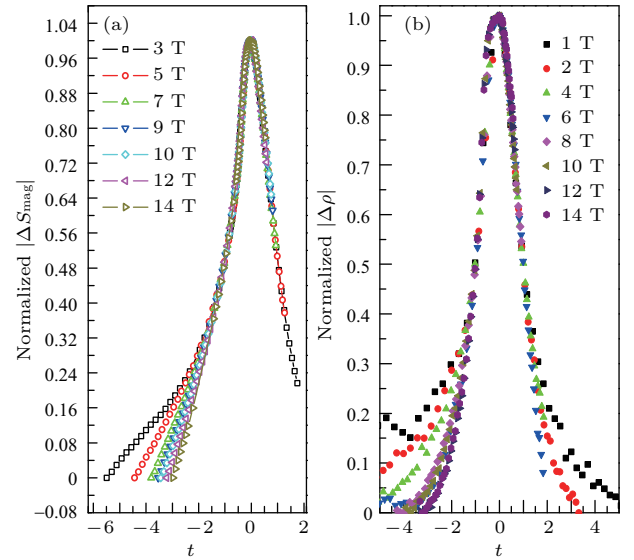 (a)
Normalized |ΔSmag|
1.04
0.96
0.88
0.80
0.72
0.64
0.56
0.48
0.40
0.32
0.24
0.16
0.08
0
−0.08
3 T
5 T
7 T
9 T
10 T
12 T
14 T
−6 −4 −2 0 2
t
(b)
Normalized |Δρ|
1.0
0.9
0.8
0.7
0.6
0.5
0.4
0.3
0.2
0.1
0
1 T
2 T
4 T
6 T
8 T
10 T
12 T
14 T
−4 −2 0 2 4
t